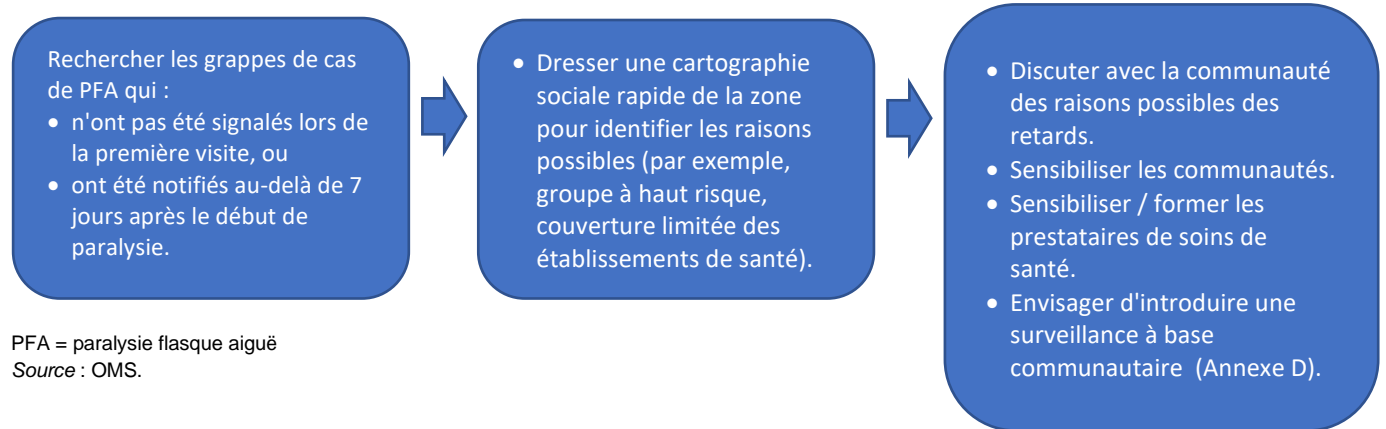 Rechercher les grappes de cas
de PFA qui :
• n'ont pas été signalés lors de
la première visite, ou
• ont été notifiés au-delà de 7
jours après le début de
paralysie.
• Dresser une cartographie
sociale rapide de la zone
pour identifier les raisons
possibles (par exemple,
groupe à haut risque,
couverture limitée des
établissements de santé).
• Discuter avec la communauté
des raisons possibles des
retards.
• Sensibiliser les communautés.
• Sensibiliser / former les
prestataires de soins de
santé.
• Envisager d'introduire une
surveillance à base
communautaire (Annexe D).
PFA = paralysie flasque aiguë
Source : OMS.